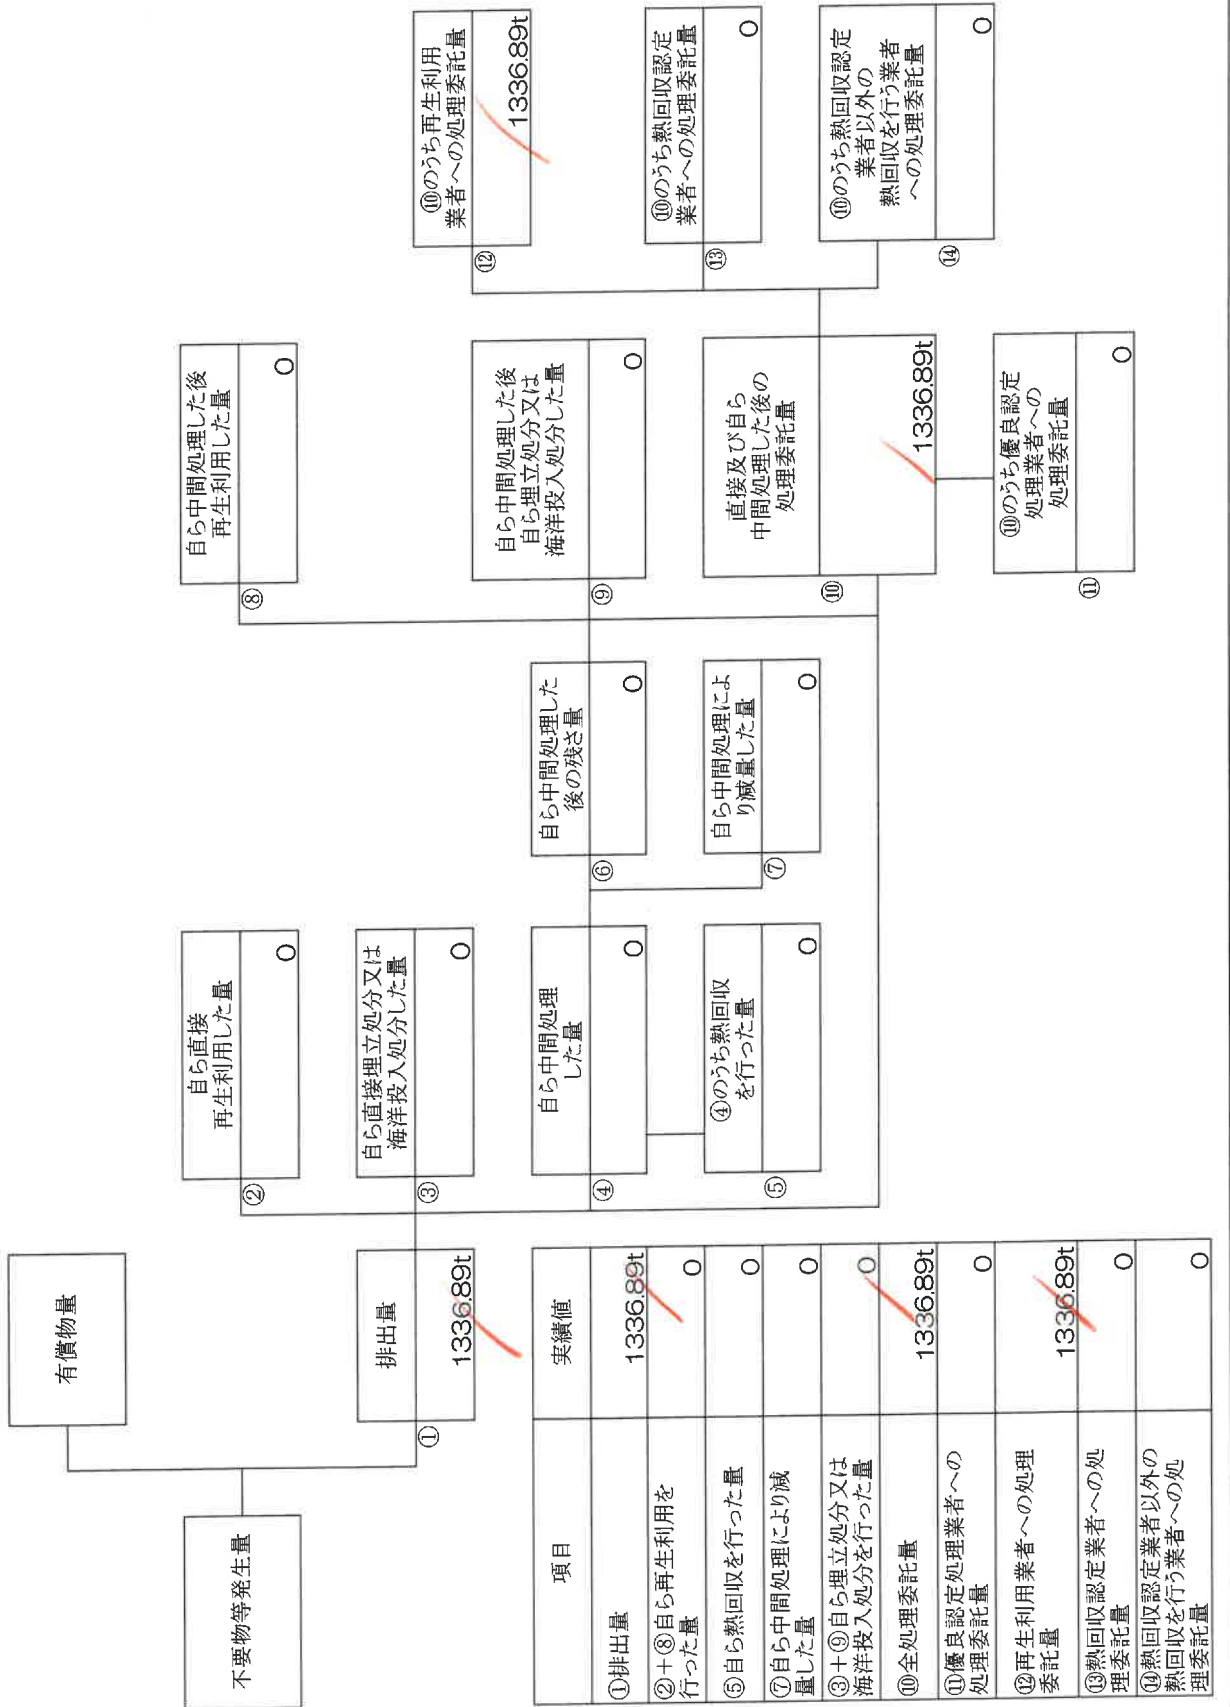 不要物等発生量
有償物量
①
排出量
1336.89t
②
自ら直接
再生利用した量
0
③
自ら直接埋立処分又は
海洋投入処分した量
0
④
自ら中間処理
した量
0
⑤
④のうち熱回収
を行った量
0
⑥
自ら中間処理した
後の残さ量
0
⑦
自ら中間処理によ
り減量した量
0
⑧
自ら中間処理した後
再生利用した量
0
⑨
自ら中間処理した後
自ら埋立処分又は
海洋投入処分した量
0
⑩
直接及び自ら
中間処理した後の
処理委託量
1336.89t
⑪
⑩のうち優良認定
処理業者への
処理委託量
0
⑫
⑩のうち再生利用
業者への処理委託量
1336.89t
⑬
⑩のうち熱回収認定
業者への処理委託量
0
⑭
⑩のうち熱回収認定
業者以外の
熱回収を行う業者
への処理委託量
0
項目 実績値
①排出量 1336.89t
②+⑧自ら再生利用を
行った量 0
⑤自ら熱回収を行った量 0
⑦自ら中間処理により減
量した量 0
③+⑨自ら埋立処分又は
海洋投入処分を行った量 0
⑩全処理委託量 1336.89t
⑪優良認定処理業者への
処理委託量 0
⑫再生利用業者への処理
委託量 1336.89t
⑬熱回収認定業者への処
理委託量 0
⑭熱回収認定業者以外の
熱回収を行う業者への処
理委託量 0